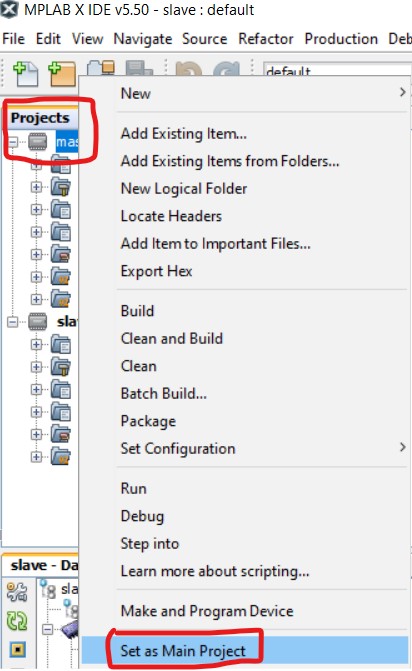 MPLAB X IDE v5.50 - slave : default
File Edit View Navigate Source Refactor Production Deb
default
Projects
mas
sla
New
Add Existing Item...
Add Existing Items from Folders...
New Logical Folder
Locate Headers
Add Item to Important Files...
Export Hex
Build
Clean and Build
Clean
Batch Build...
Package
Set Configuration
Run
Debug
Step into
Learn more about scripting...
Make and Program Device
Set as Main Project
slave - Da
sla